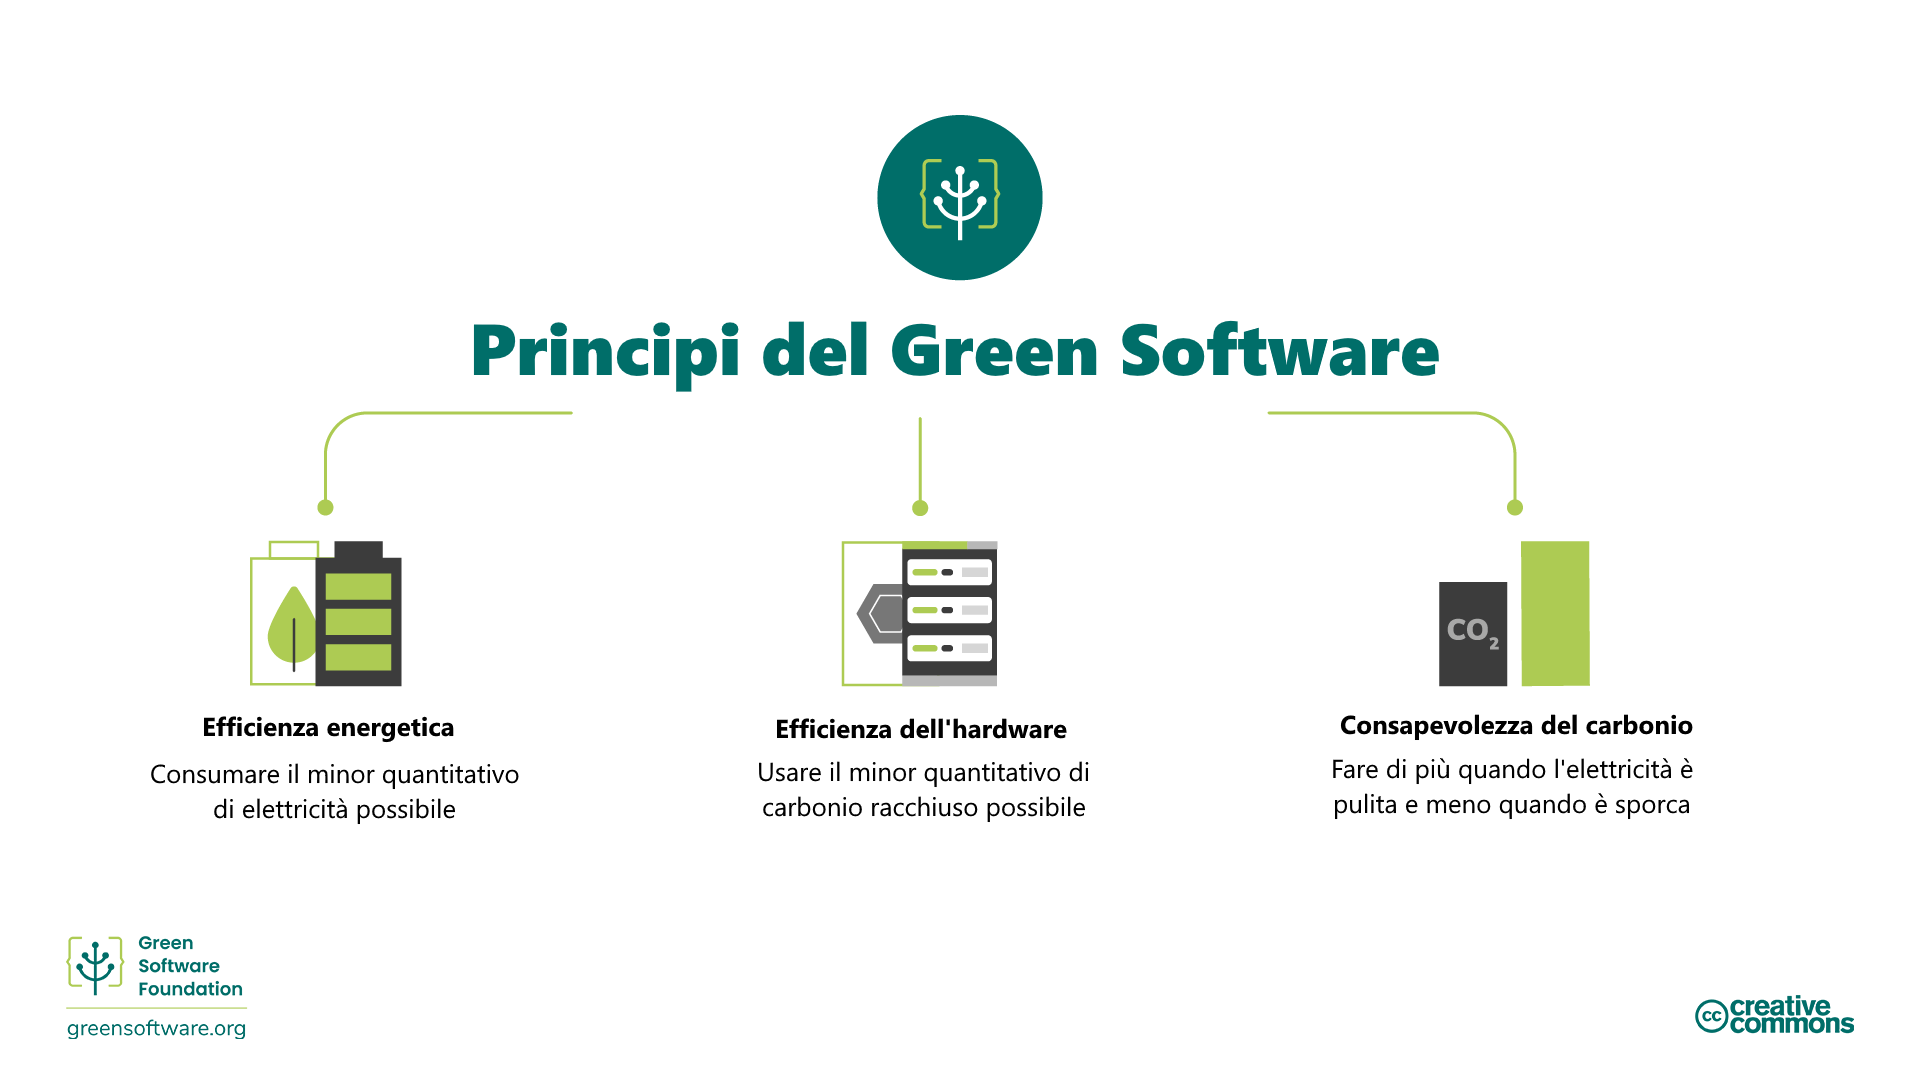 Principi del Green Software
Efficienza energetica
Consumare il minor quantitativo
di elettricità possibile
Efficienza dell'hardware
Usare il minor quantitativo di
carbonio racchiuso possibile
CO₂
Consapevolezza del carbonio
Fare di più quando l'elettricità è
pulita e meno quando è sporca
Green
Software
Foundation
greensoftware.org
cc creative
commons